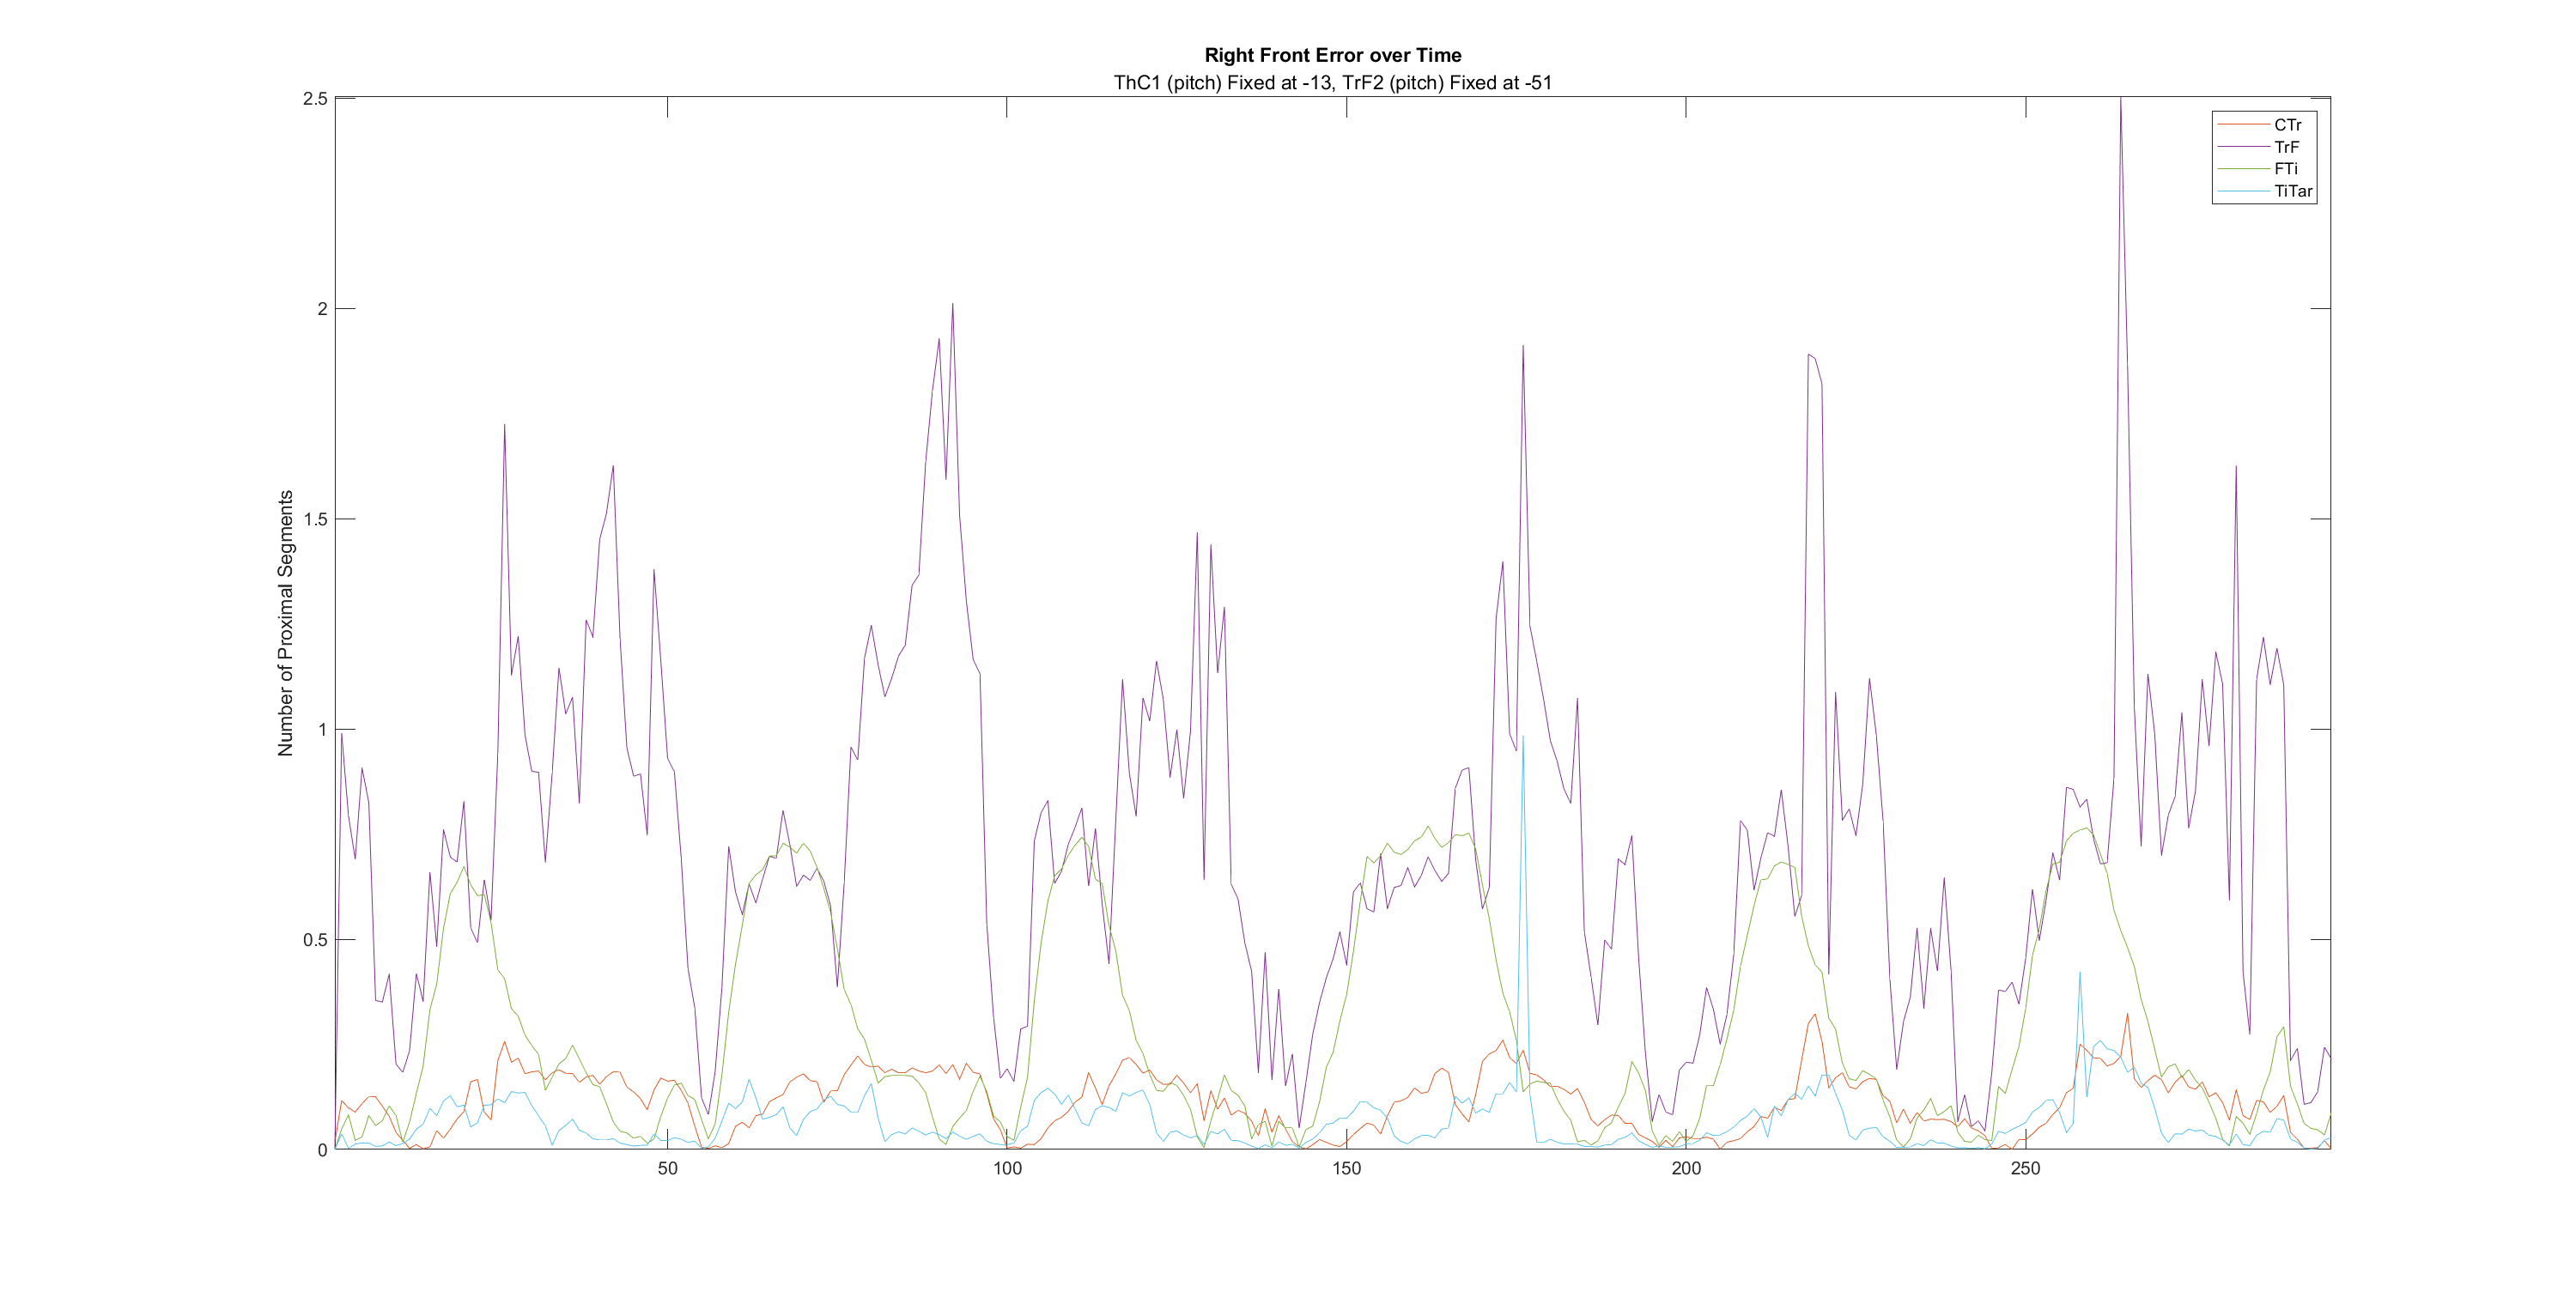 Right Front Error over Time
ThC1 (pitch) Fixed at -13, TrF2 (pitch) Fixed at -51
Number of Proximal Segments
2.5
2
1.5
1
0.5
0
50
100
150
200
250
CTr
TrF
FTi
TiTar